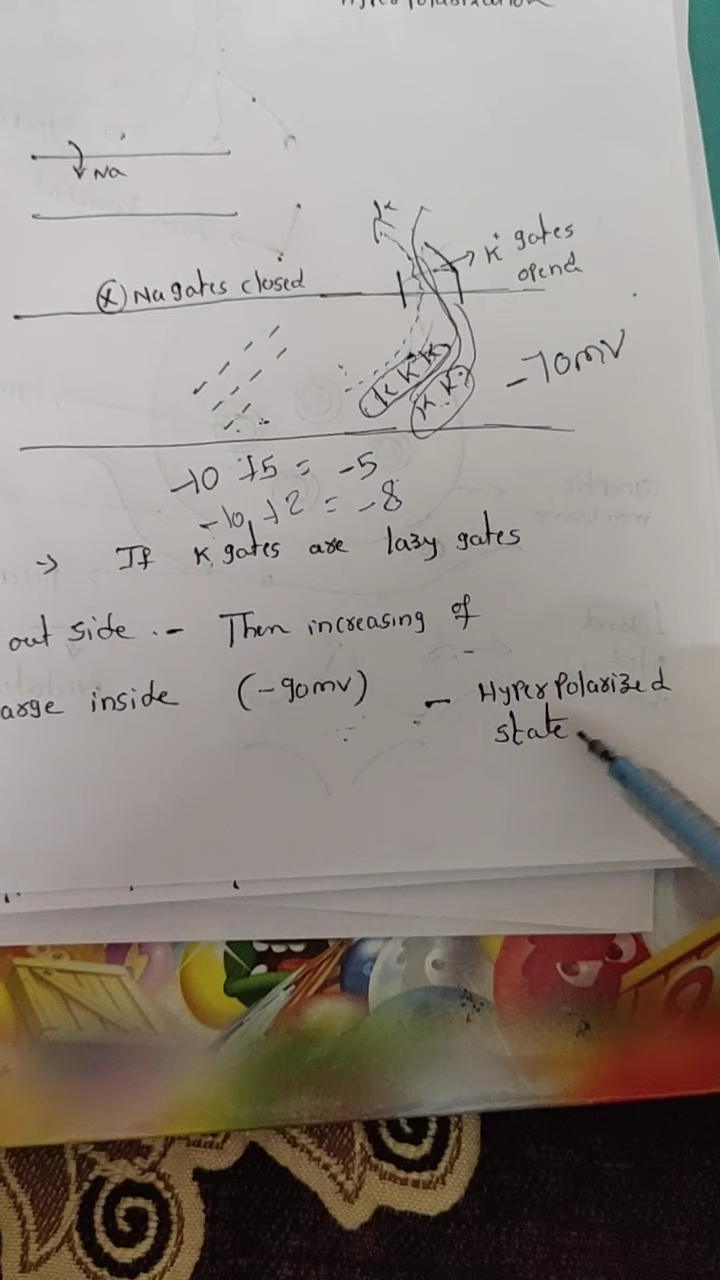 Na
K
K+ gates
opend
(x) Na gates closed
K K K
K K
-70mV
-10 +5 = -5
-10, +2 = -8
→ If K, gates are lazy gates
out side .- Then increasing of
arge inside (-90mv) - Hyper polarized
state